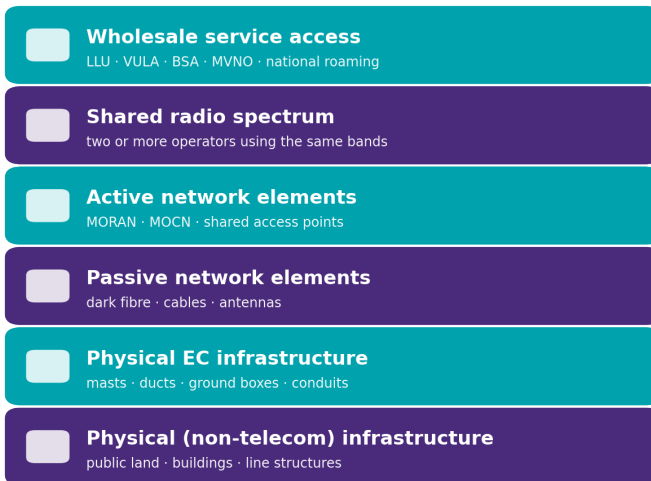 Wholesale service access
LLU · VULA · BSA · MVNO · national roaming
Shared radio spectrum
two or more operators using the same bands
Active network elements
MORAN · MOCN · shared access points
Passive network elements
dark fibre · cables · antennas
Physical EC infrastructure
masts · ducts · ground boxes · conduits
Physical (non-telecom) infrastructure
public land · buildings · line structures